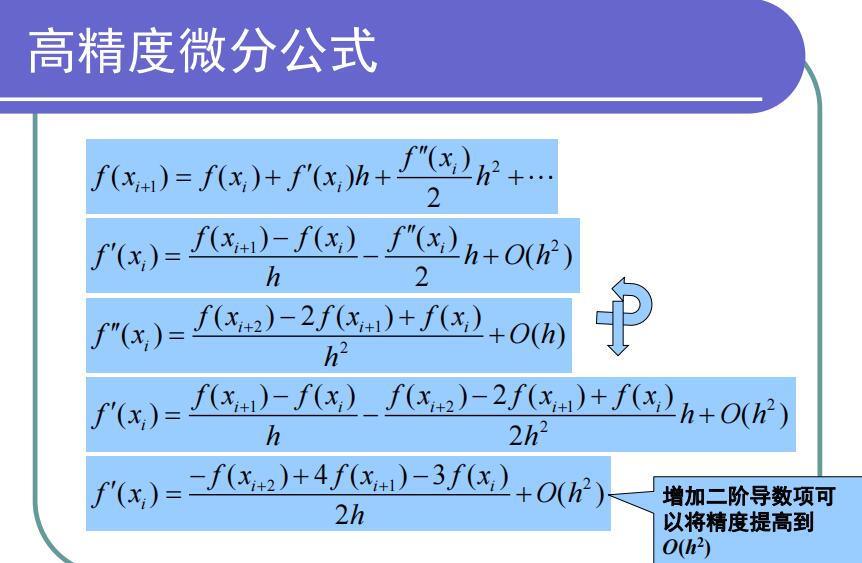 高精度微分公式
f(x_{i+1}) = f(x_i) + f′(x_i)h + \frac{f″(x_i)}{2} h^2 + ⋯
f′(x_i) = \frac{f(x_{i+1}) − f(x_i)}{h} − \frac{f″(x_i)}{2} h + O(h^2)
f″(x_i) = \frac{f(x_{i+2}) − 2f(x_{i+1}) + f(x_i)}{h^2} + O(h)
f′(x_i) = \frac{f(x_{i+1}) − f(x_i)}{h} − \frac{f(x_{i+2}) − 2f(x_{i+1}) + f(x_i)}{2h^2} h + O(h^2)
f′(x_i) = \frac{−f(x_{i+2}) + 4f(x_{i+1}) − 3f(x_i)}{2h} + O(h^2)
增加二阶导数项可
以将精度提高到
O(h^2)